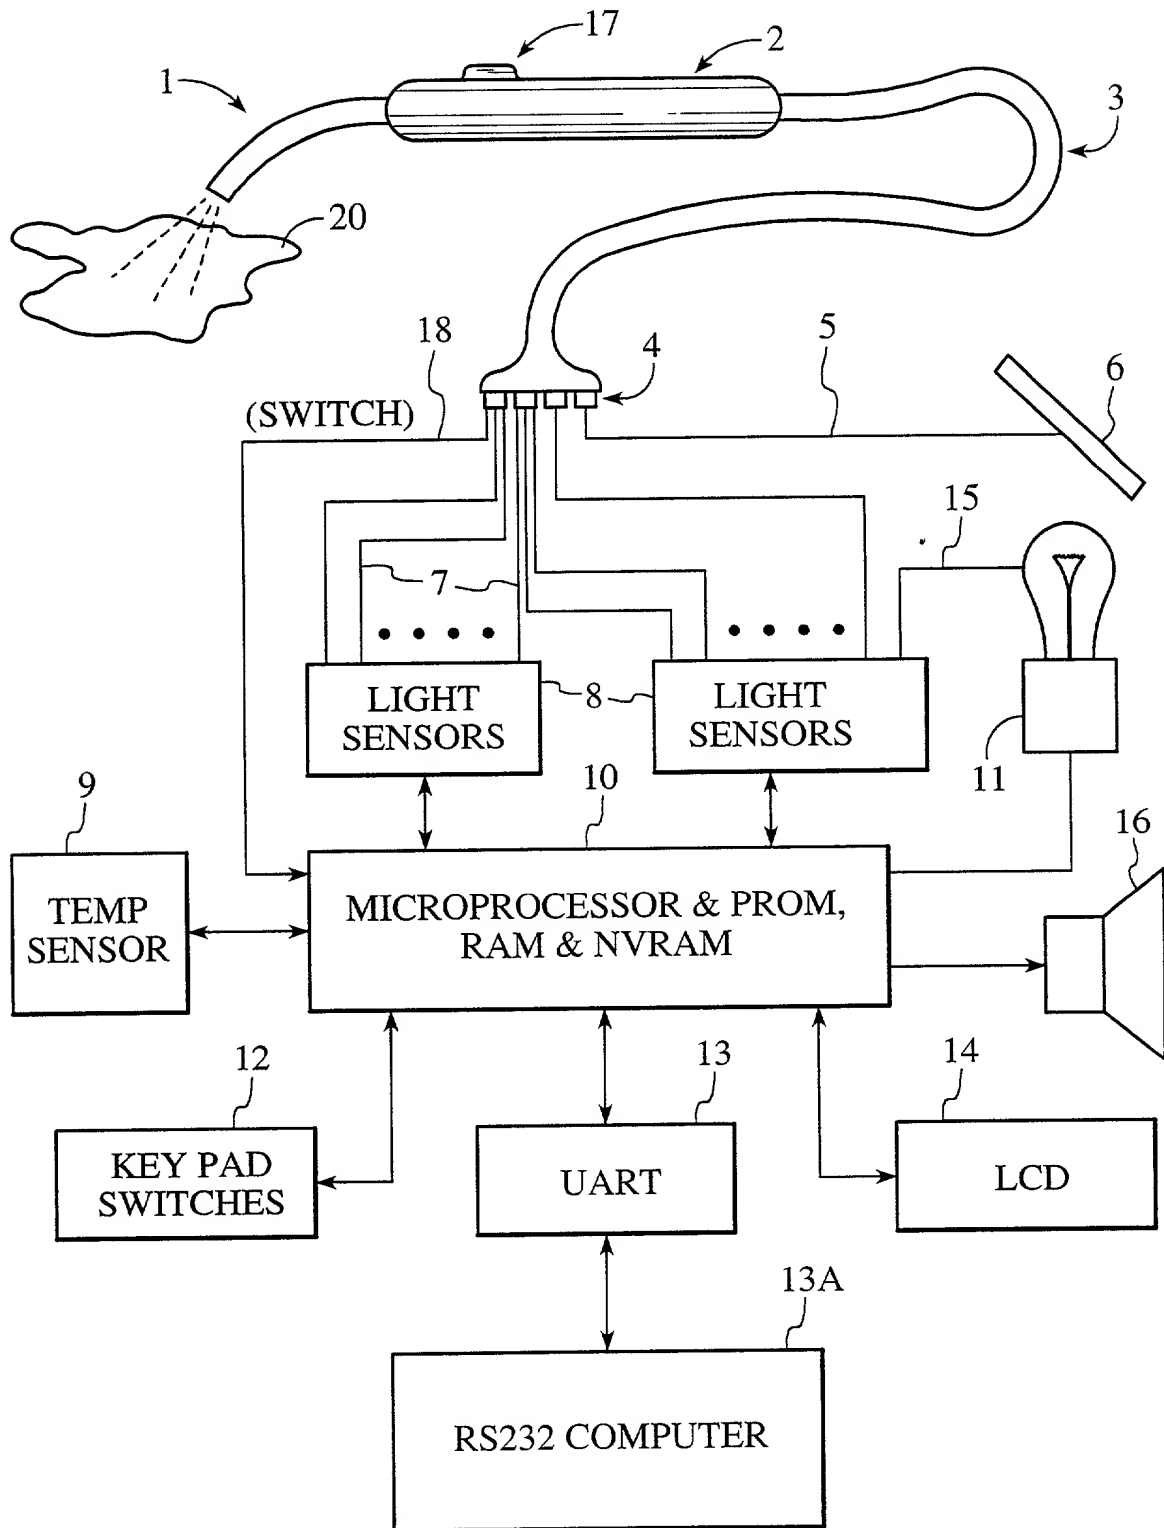 17
2
1
3
20
18
4
5
6
(SWITCH)
15
7
8
LIGHT
SENSORS
LIGHT
SENSORS
11
9
10
16
TEMP
SENSOR
MICROPROCESSOR & PROM,
RAM & NVRAM
12
13
14
KEY PAD
SWITCHES
UART
LCD
13A
RS232 COMPUTER